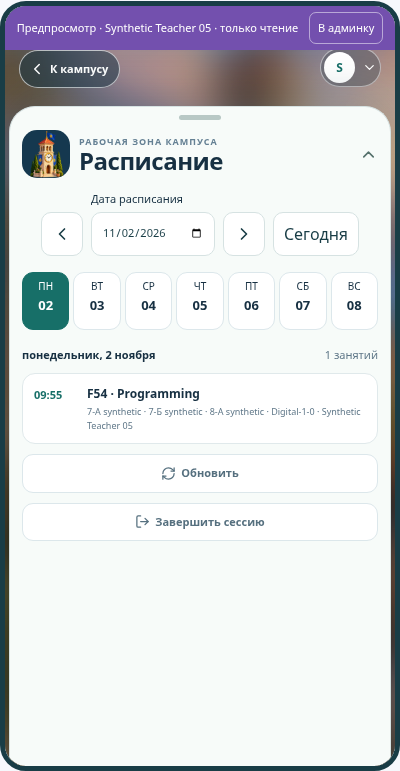 Предпросмотр · Synthetic Teacher 05 · только чтение
В админку
К кампусу
S
РАБОЧАЯ ЗОНА КАМПУСА
Расписание
Дата расписания
11/02/2026
Сегодня
ПН ВТ СР ЧТ ПТ СБ ВС
02 03 04 05 06 07 08
понедельник, 2 ноября
1 занятий
09:55
F54 · Programming
7-А synthetic · 7-Б synthetic · 8-А synthetic · Digital-1-0 · Synthetic
Teacher 05
Обновить
Завершить сессию